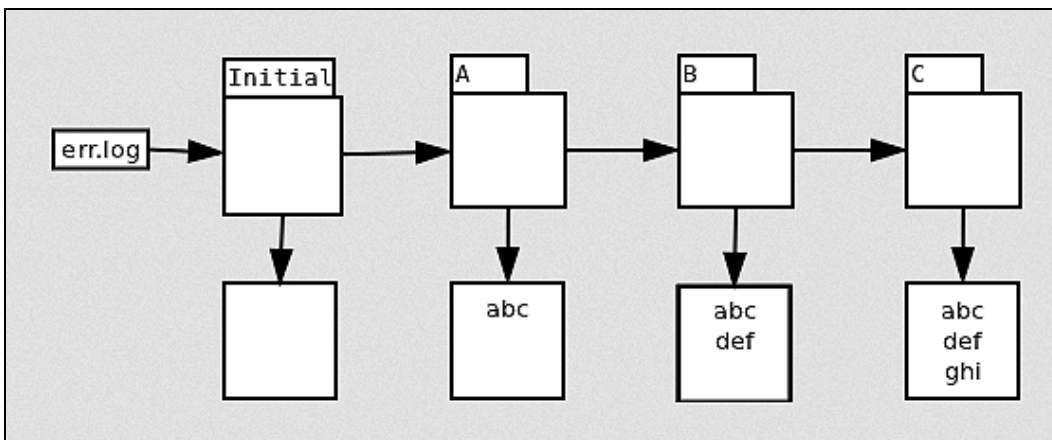 Initial
A
B
C
err.log
abc
abc
def
abc
def
ghi